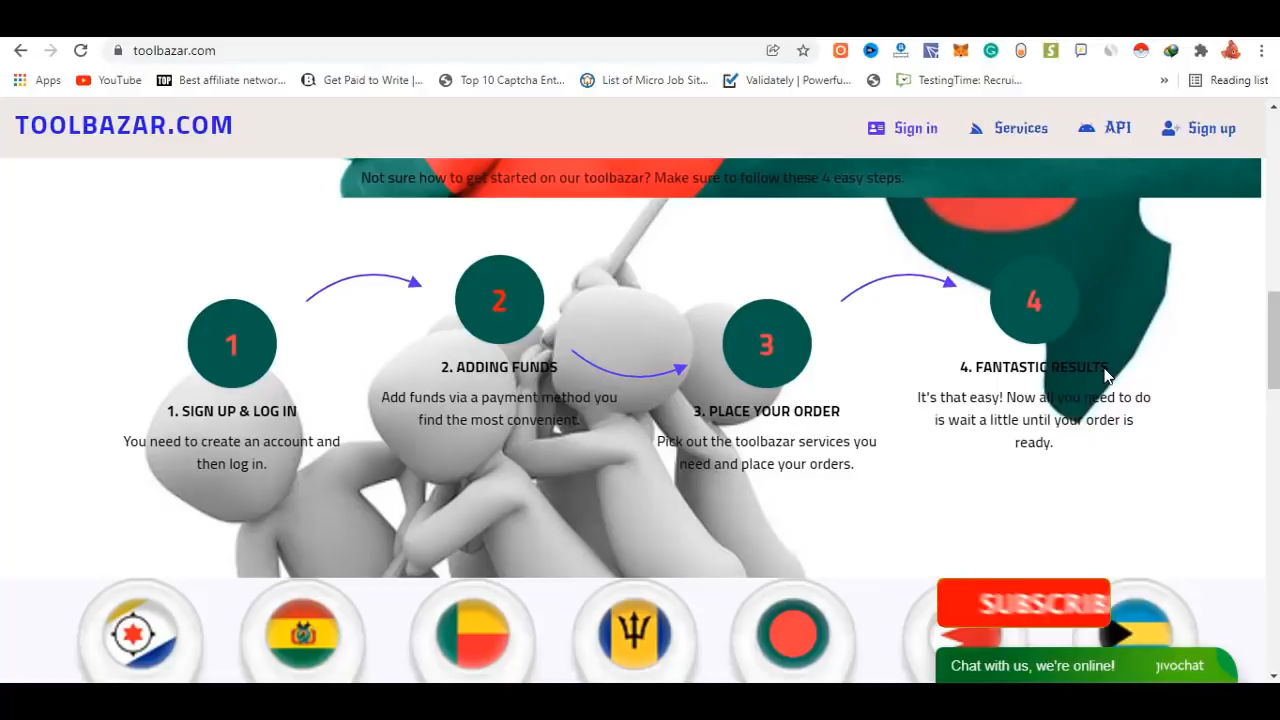 toolbazar.com
Apps
YouTube
TOP
Best affiliate networ...
Get Paid to Write |...
Top 10 Captcha Ent...
List of Micro Job Sit...
Validately | Powerfu...
TestingTime: Recrui...
»
Reading list
TOOLBAZAR.COM
Sign in
Services
API
Sign up
Not sure how to get started on our toolbazar? Make sure to follow these 4 easy steps.
1
1. SIGN UP & LOG IN
You need to create an account and
then log in.
2
2. ADDING FUNDS
Add funds via a payment method you
find the most convenient.
3
3. PLACE YOUR ORDER
Pick out the toolbazar services you
need and place your orders.
4
4. FANTASTIC RESULTS
It's that easy! Now all you need to do
is wait a little until your order is
ready.
SUBSCRIB
Chat with us, we're online!
jivochat